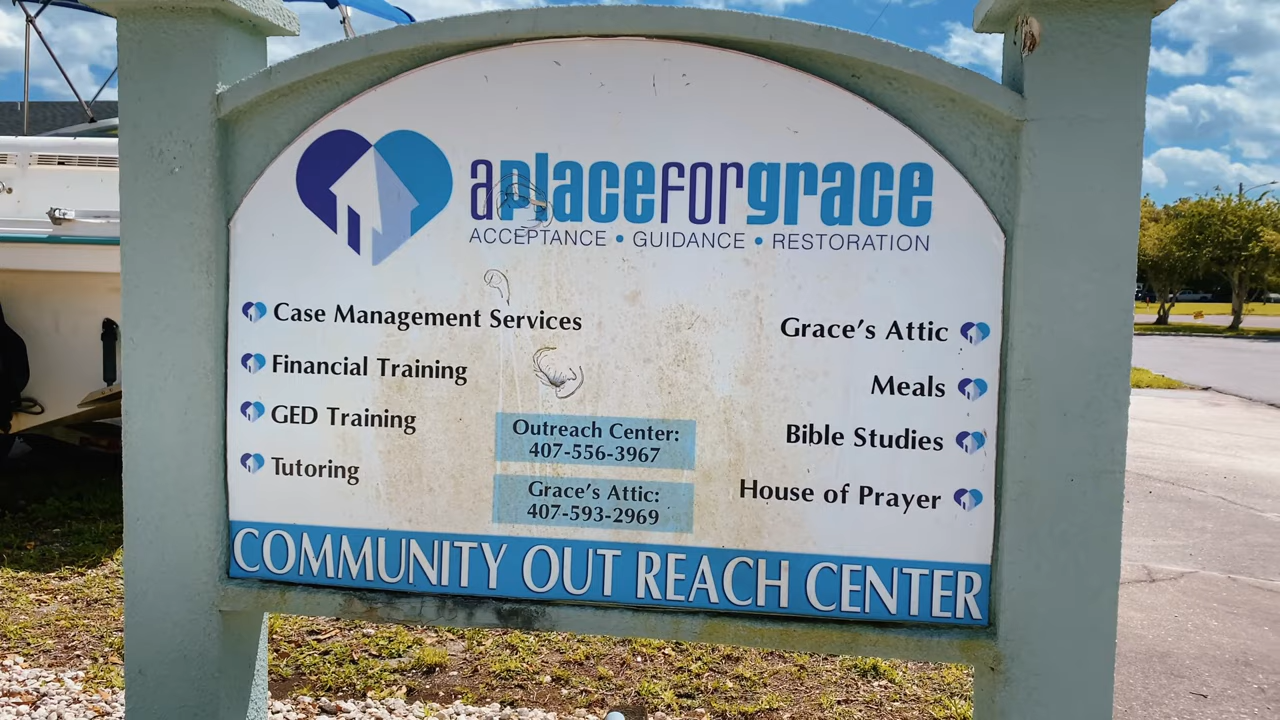 aplaceforgrace
ACCEPTANCE • GUIDANCE • RESTORATION
Case Management Services
Financial Training
GED Training
Tutoring
Grace's Attic
Meals
Bible Studies
House of Prayer
Outreach Center:
407-556-3967
Grace's Attic:
407-593-2969
COMMUNITY OUT REACH CENTER